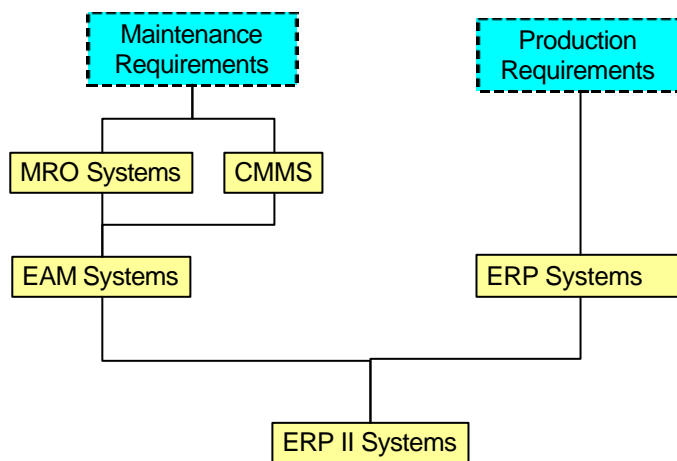 Maintenance
Requirements
Production
Requirements
MRO Systems
CMMS
EAM Systems
ERP Systems
ERP II Systems